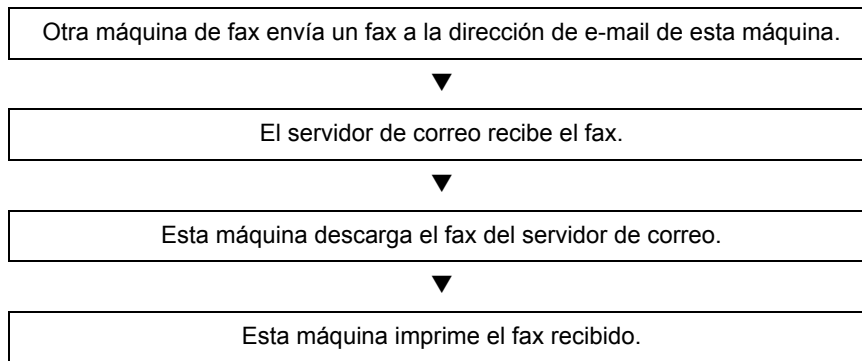 Otra máquina de fax envía un fax a la dirección de e-mail de esta máquina.
El servidor de correo recibe el fax.
Esta máquina descarga el fax del servidor de correo.
Esta máquina imprime el fax recibido.